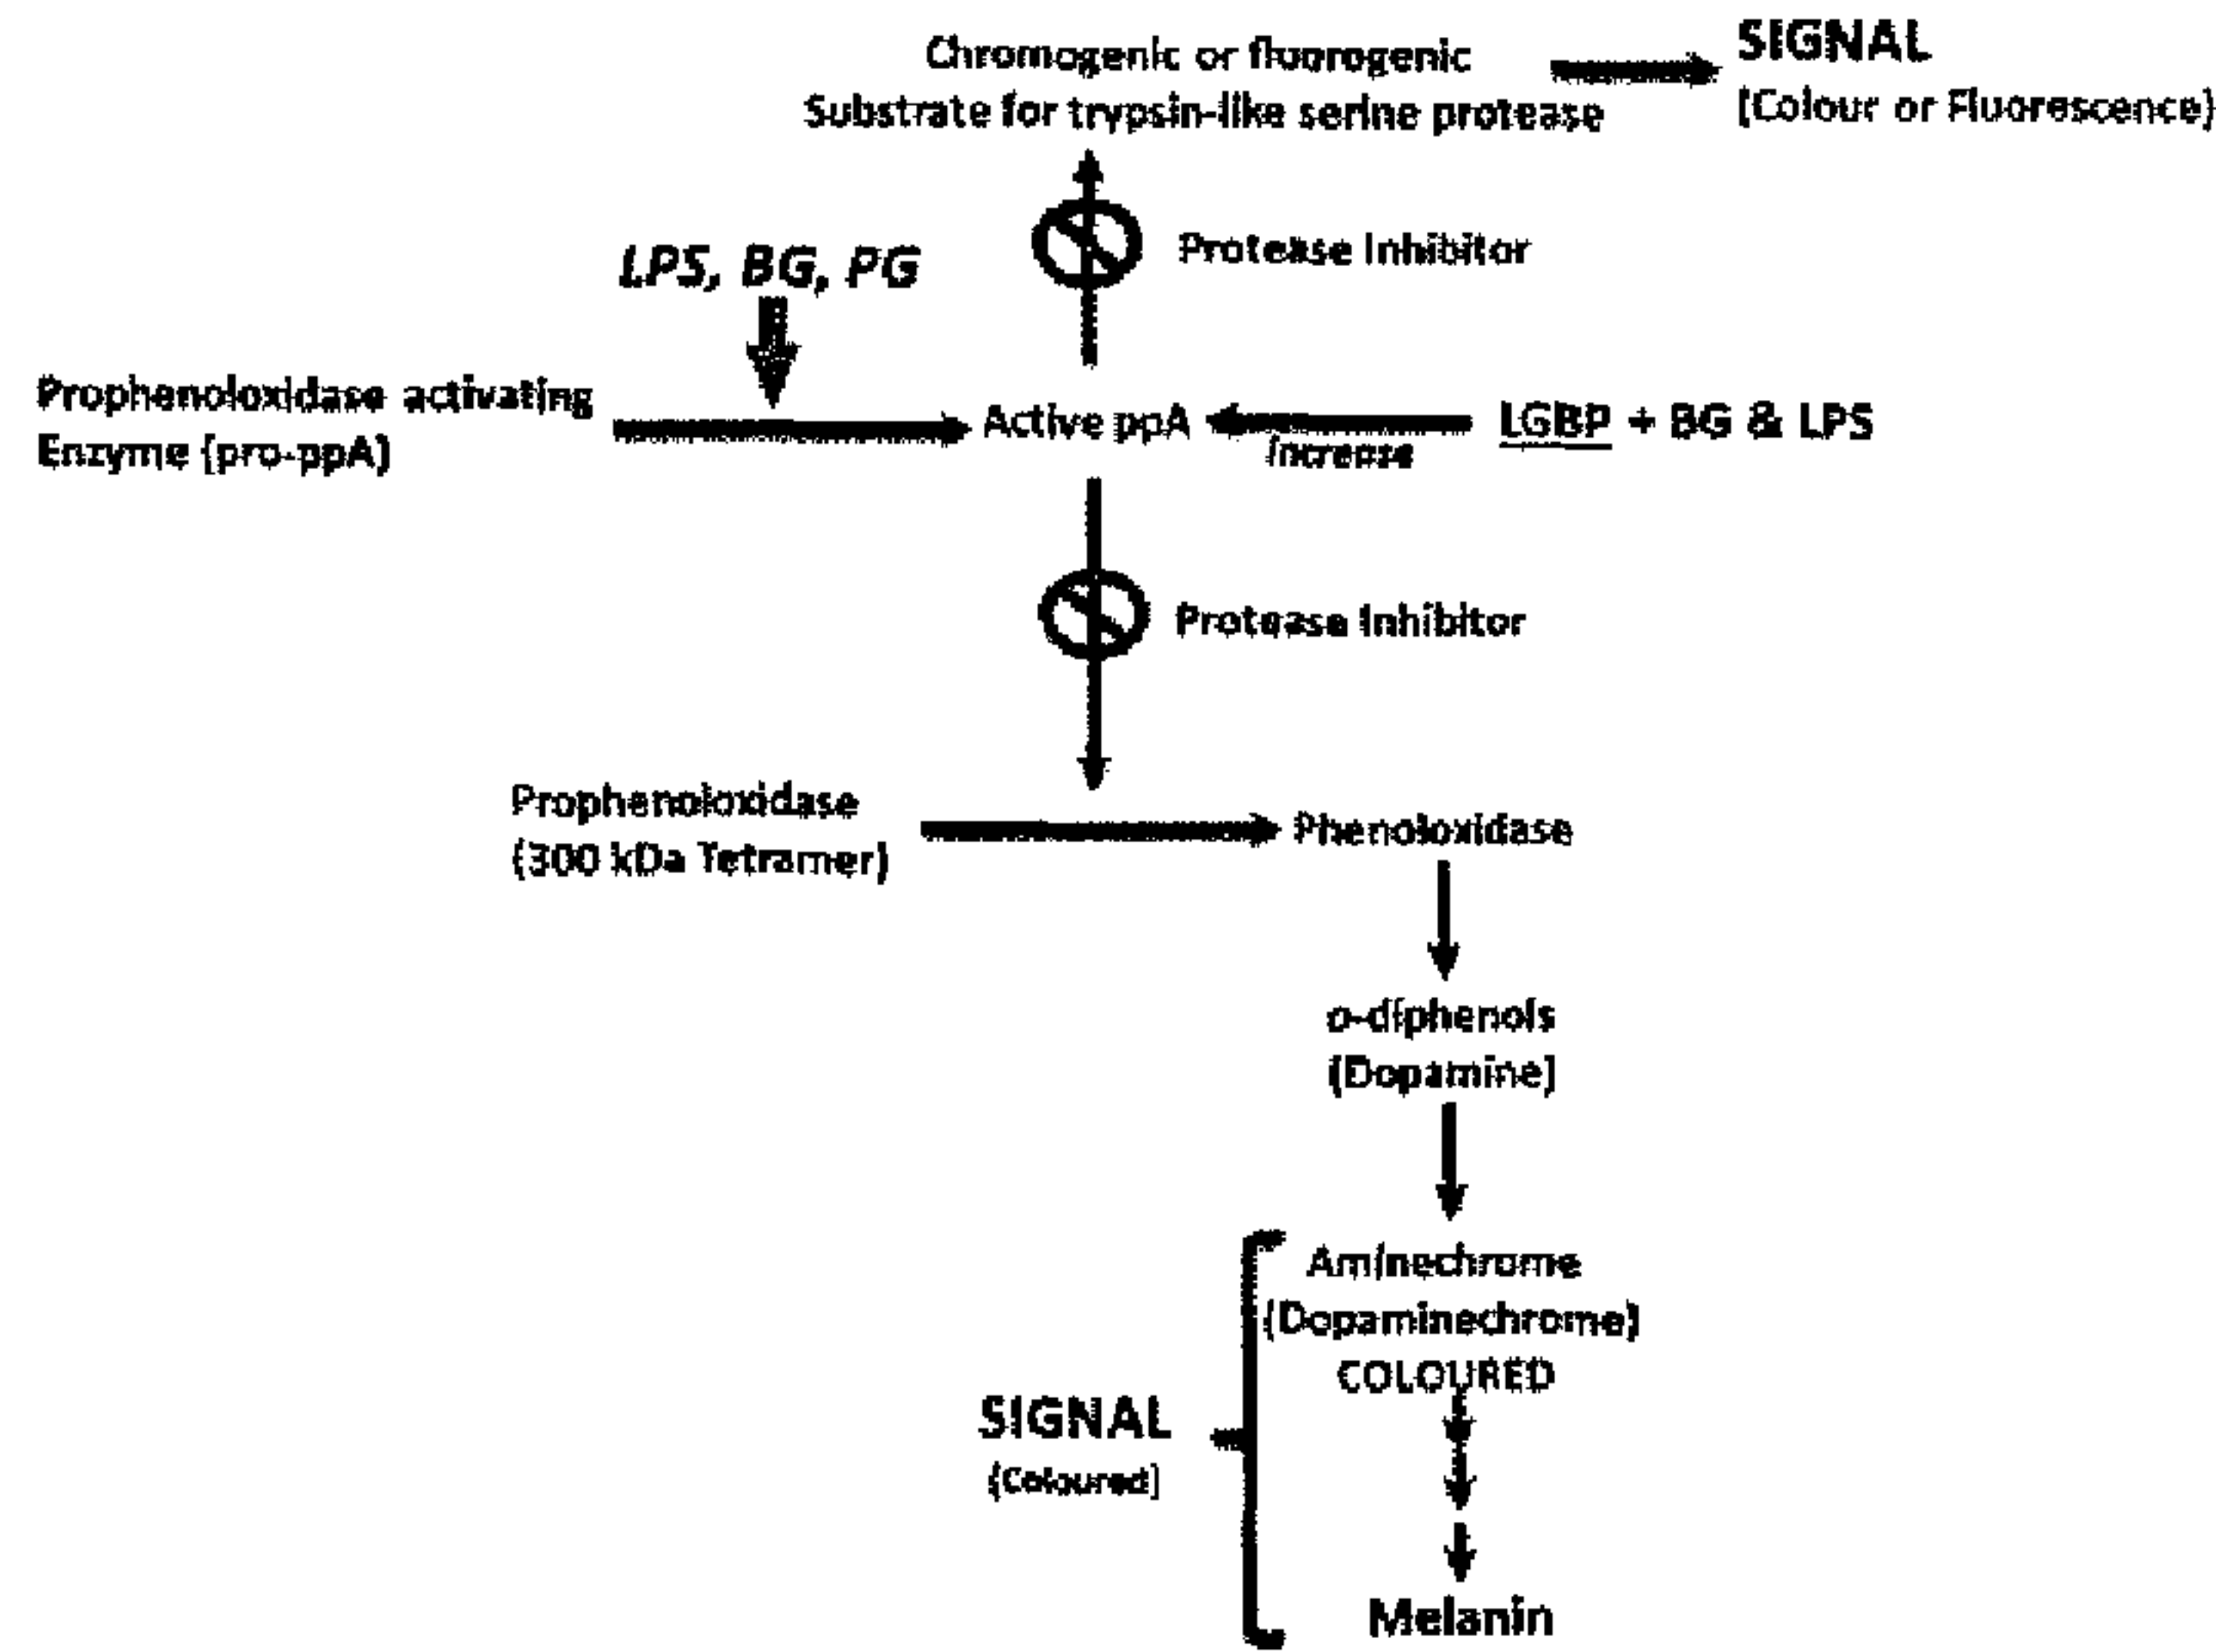 Chromogenic or fluorogenic
Substrate for trypsin-like serine protease
SIGNAL
(Colour or Fluorescence)
Protease Inhibitor
LPS, BG, PG
Prophenoloxidase activating
Enzyme (pro-ppA)
Active ppA
increase
LGBP + BG & LPS
Protease Inhibitor
Prophenoloxidase
(300 kDa Tetramer)
Phenoloxidase
o-diphenols
(Dopamine)
Aminechrome
(Dopaminechrome)
COLOURED
SIGNAL
(Coloured)
Melanin